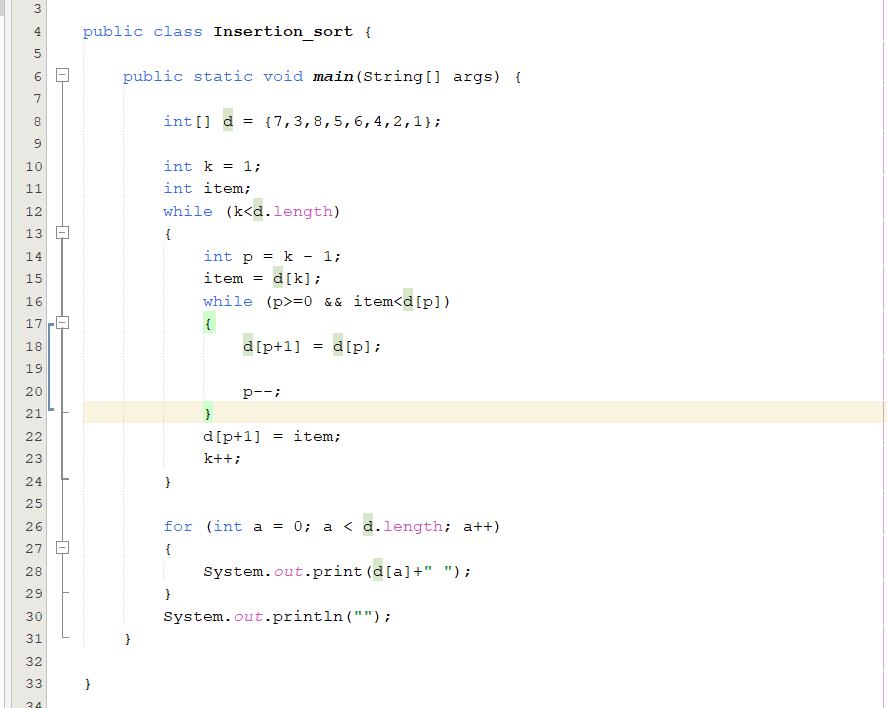 3
4 public class Insertion_sort {
5
6 public static void main(String[] args) {
7
8 int[] d = {7,3,8,5,6,4,2,1};
9
10 int k = 1;
11 int item;
12 while (k<d.length)
13 {
14 int p = k - 1;
15 item = d[k];
16 while (p>=0 && item<d[p])
17 {
18 d[p+1] = d[p];
19
20 p--;
21 }
22 d[p+1] = item;
23 k++;
24 }
25
26 for (int a = 0; a < d.length; a++)
27 {
28 System.out.print(d[a]+" ");
29 }
30 System.out.println("");
31 }
32
33 }
34